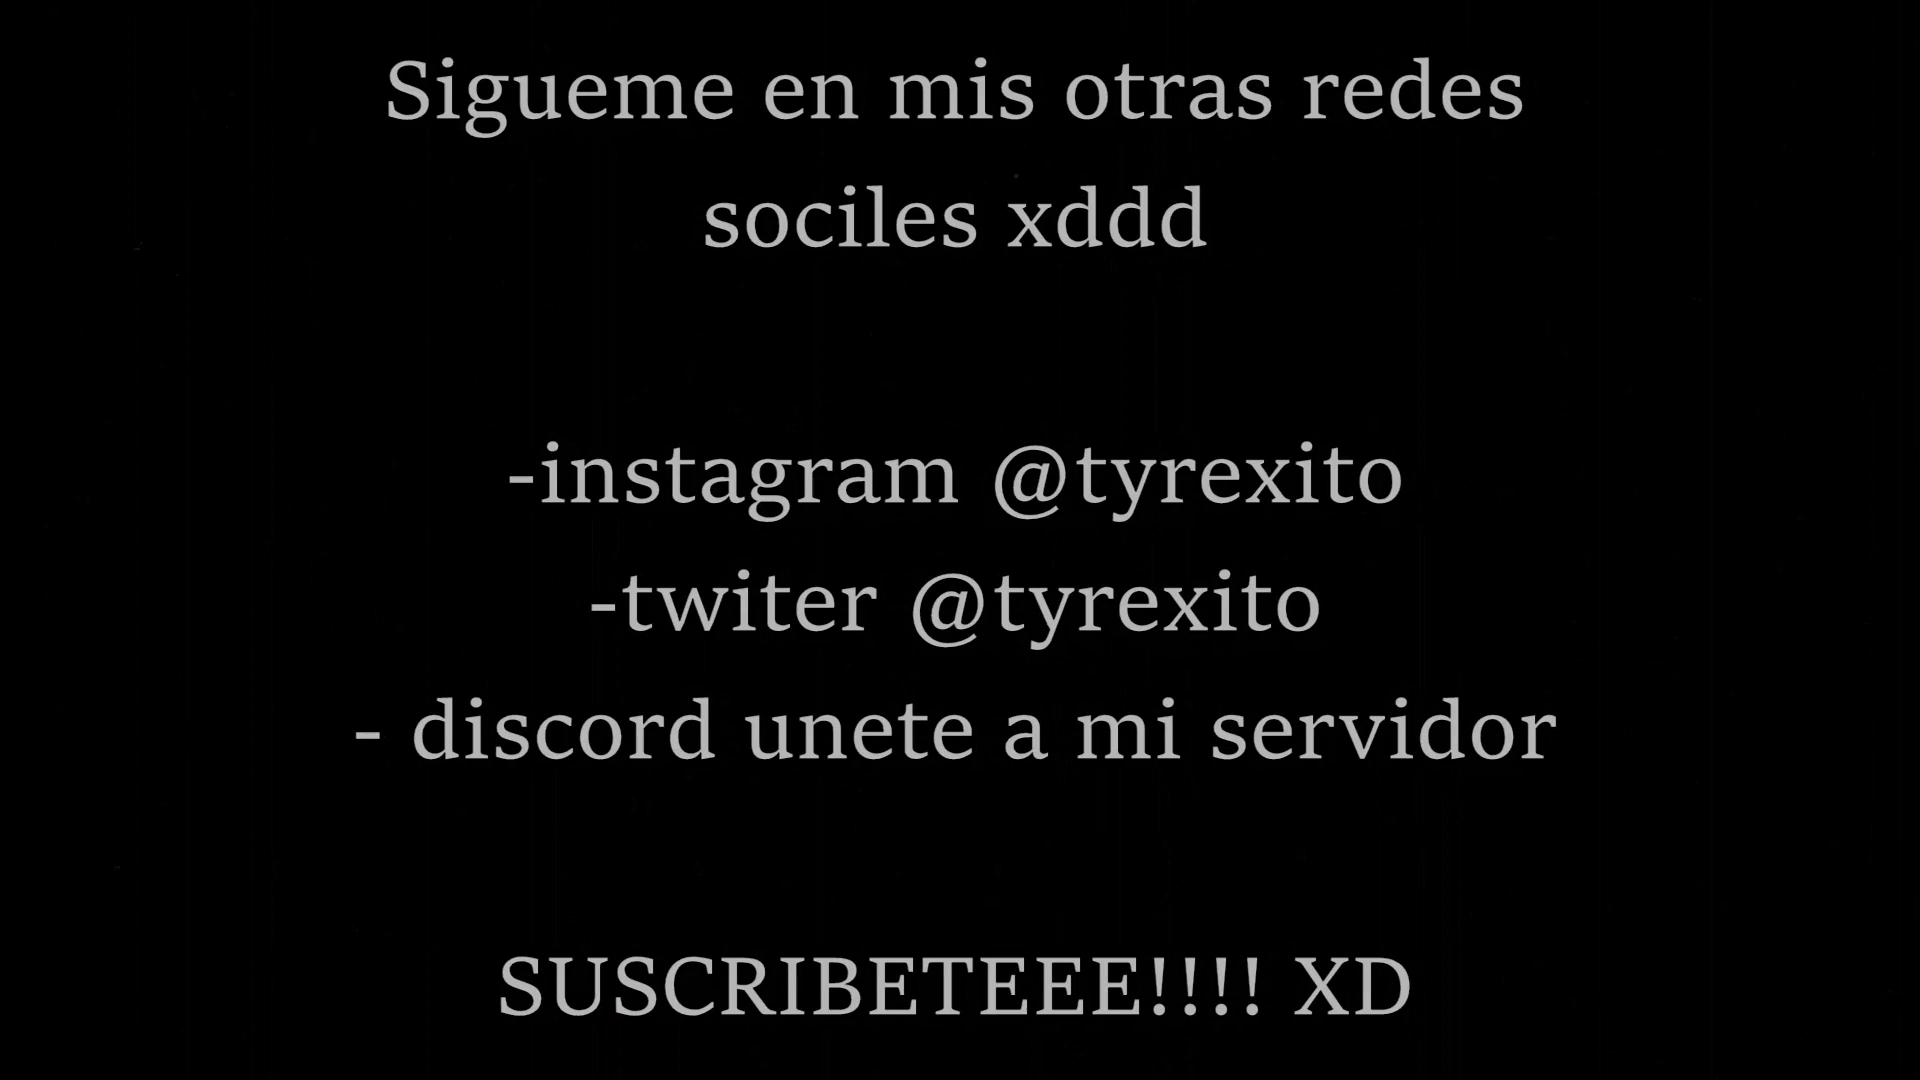 Sigueme en mis otras redes
sociles xddd
-instagram @tyrexito
-twiter @tyrexito
- discord unete a mi servidor
SUSCRIBETEEE!!!! XD